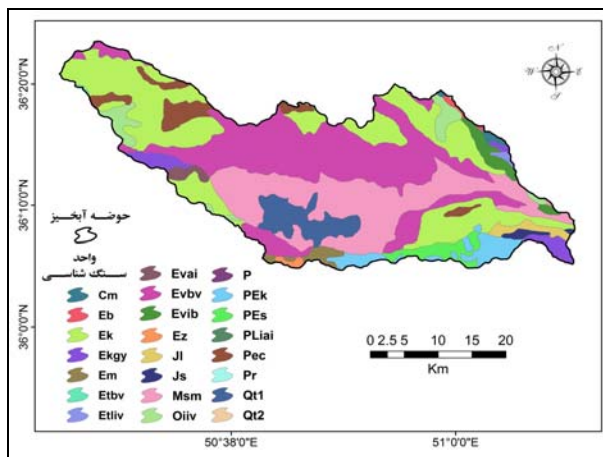 N
W
E
S
36°20'0"N
36°10'0"N
36°0'0"N
حوضه آبخیز
واحد
سنگ شناسی
Cm
Eb
Ek
Ekgy
Em
Etbv
Etliv
Evai
Evbv
Evib
Ez
Jl
Js
Msm
Oiiv
P
PEk
PEs
PLiai
Pec
Pr
Qt1
Qt2
0 2.5 5 10 15 20
Km
50°38'0"E
51°0'0"E